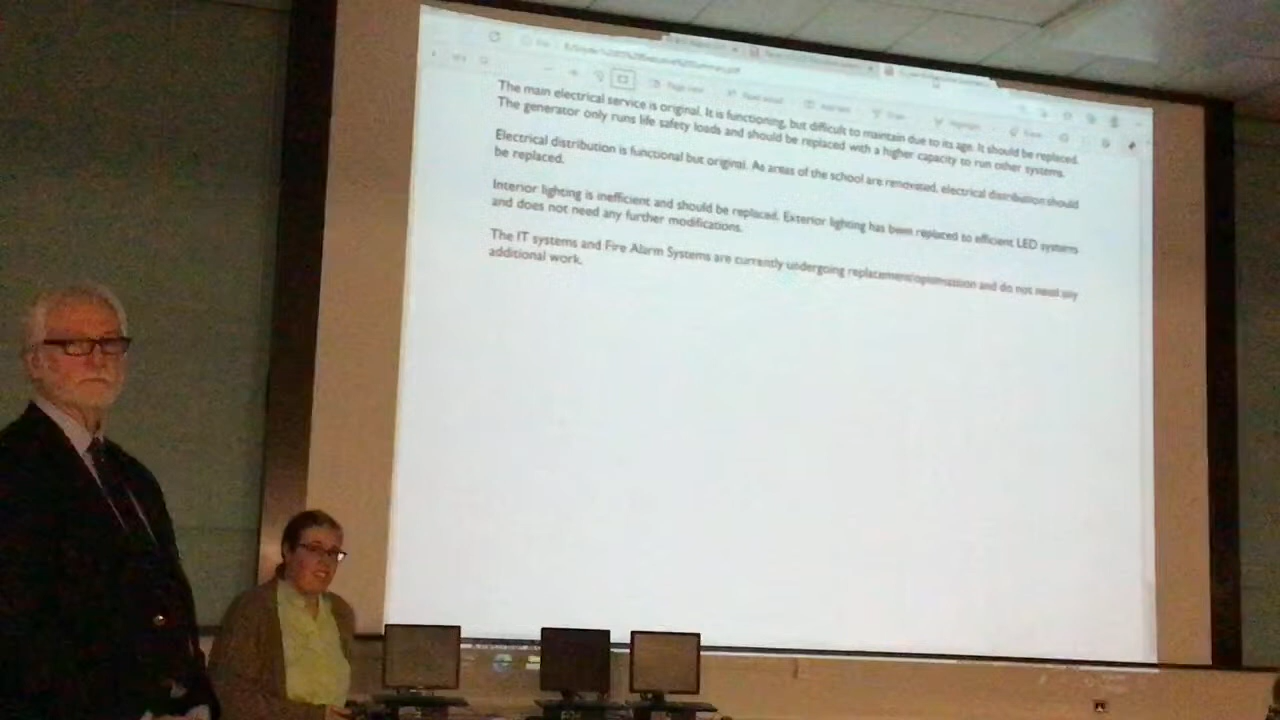 The main electrical service is original. It is functioning, but difficult to maintain due to its age. It should be replaced.
The generator only runs life safety loads and should be replaced with a higher capacity to run other systems.
Electrical distribution is functional but original. As areas of the school are renovated, electrical distribution should
be replaced.
Interior lighting is inefficient and should be replaced. Exterior lighting has been replaced to efficient LED systems
and does not need any further modifications.
The IT systems and Fire Alarm Systems are currently undergoing and do not need any
additional work.